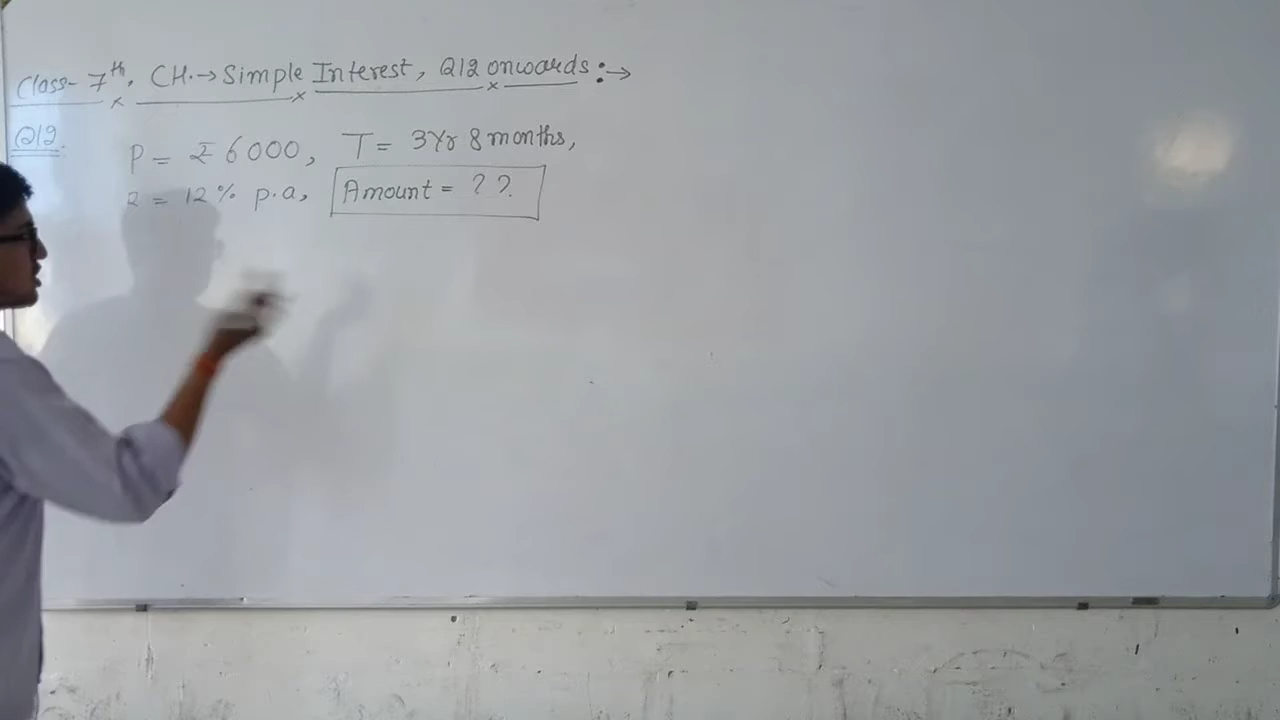 Class- 7th, CH. → Simple Interest, Q12 onwards :→
Q12.
P = ₹ 6000, T = 3Yr 8 months,
R = 12% p.a, Amount = ? ?